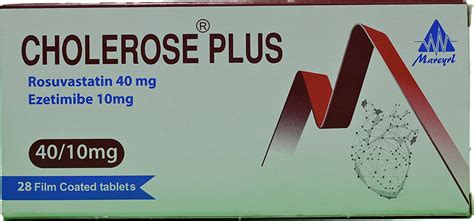 CHOLEROSE® PLUS
Rosuvastatin 40 mg
Ezetimibe 10mg
Marcyrl
40/10mg
28 Film Coated tablets